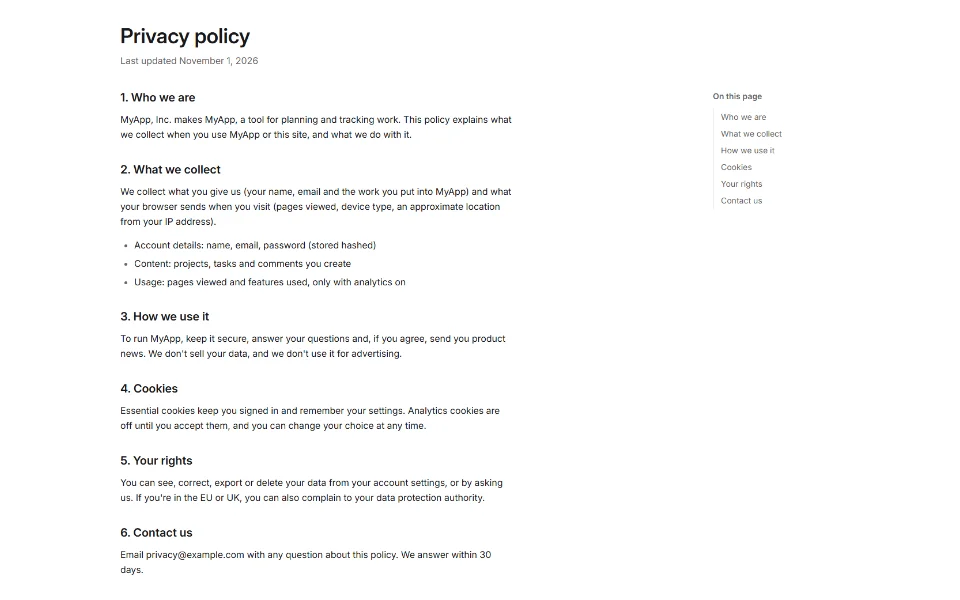 Privacy policy
Last updated November 1, 2026
1. Who we are
MyApp, Inc. makes MyApp, a tool for planning and tracking work. This policy explains what
we collect when you use MyApp or this site, and what we do with it.
2. What we collect
We collect what you give us (your name, email and the work you put into MyApp) and what
your browser sends when you visit (pages viewed, device type, an approximate location
from your IP address).
• Account details: name, email, password (stored hashed)
• Content: projects, tasks and comments you create
• Usage: pages viewed and features used, only with analytics on
3. How we use it
To run MyApp, keep it secure, answer your questions and, if you agree, send you product
news. We don't sell your data, and we don't use it for advertising.
4. Cookies
Essential cookies keep you signed in and remember your settings. Analytics cookies are
off until you accept them, and you can change your choice at any time.
5. Your rights
You can see, correct, export or delete your data from your account settings, or by asking
us. If you're in the EU or UK, you can also complain to your data protection authority.
6. Contact us
Email privacy@example.com with any question about this policy. We answer within 30
days.
On this page
Who we are
What we collect
How we use it
Cookies
Your rights
Contact us